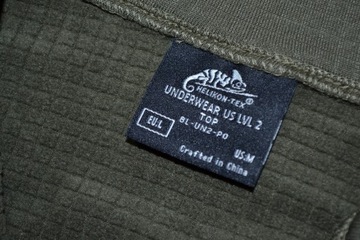 HELIKON-TEX®
UNDERWEAR US LVL 2
TOP
BL-UN2-PO
EU:L
US:M
Crafted in China